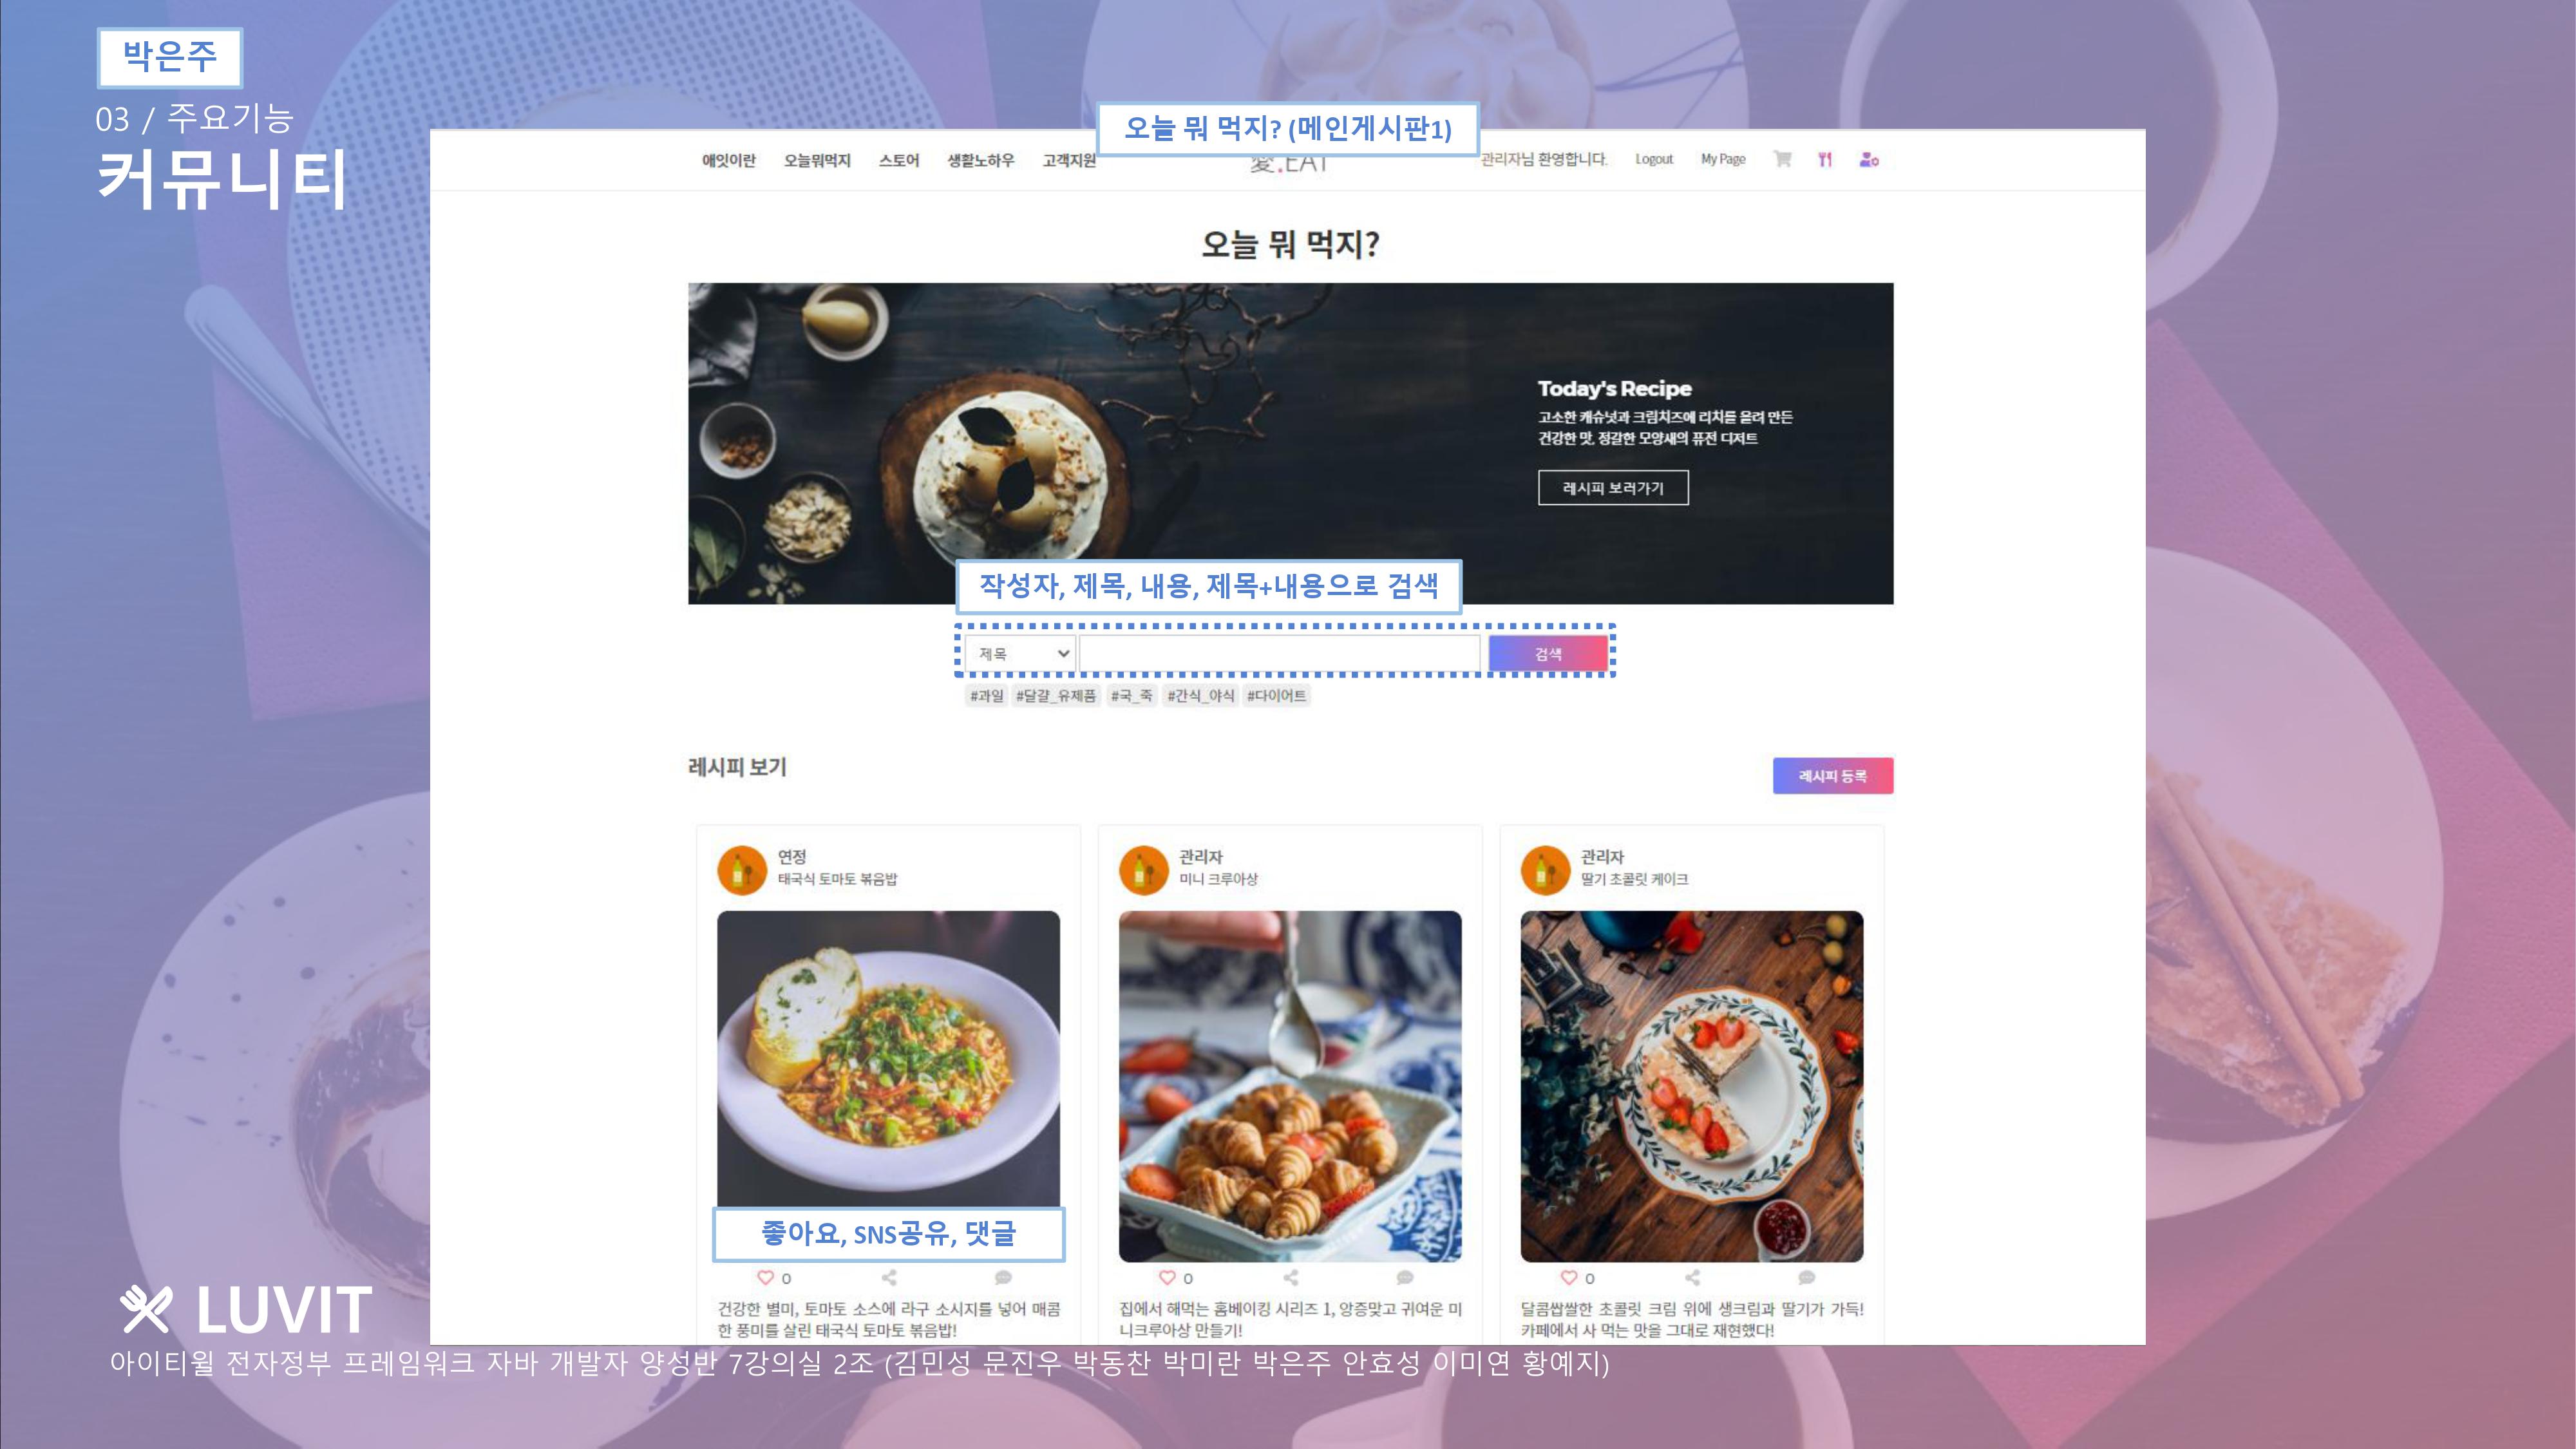 박은주
03 / 주요기능
커뮤니티
오늘 뭐 먹지? (메인게시판1)
애잇이란 오늘뭐먹지 스토어 생활노하우 고객지원
愛.EAT
관리자님 환영합니다. Logout My Page
오늘 뭐 먹지?
Today's Recipe
고소한 캐슈넛과 크림치즈에 리치를 올려 만든
건강한 맛, 정갈한 모양새의 퓨전 디저트
레시피 보러가기
작성자, 제목, 내용, 제목+내용으로 검색
제목 검색
#과일 #달걀_유제품 #국_죽 #간식_야식 #다이어트
레시피 보기
레시피 등록
연정
태국식 토마토 볶음밥
관리자
미니 크루아상
관리자
딸기 초콜릿 케이크
좋아요, SNS공유, 댓글
0
0
0
건강한 별미, 토마토 소스에 라구 소시지를 넣어 매콤
한 풍미를 살린 태국식 토마토 볶음밥!
집에서 해먹는 홈베이킹 시리즈 1, 앙증맞고 귀여운 미
니크루아상 만들기!
달콤쌉쌀한 초콜릿 크림 위에 생크림과 딸기가 가득!
카페에서 사 먹는 맛을 그대로 재현했다!
LUVIT
아이티윌 전자정부 프레임워크 자바 개발자 양성반 7강의실 2조 (김민성 문진우 박동찬 박미란 박은주 안효성 이미연 황예지)